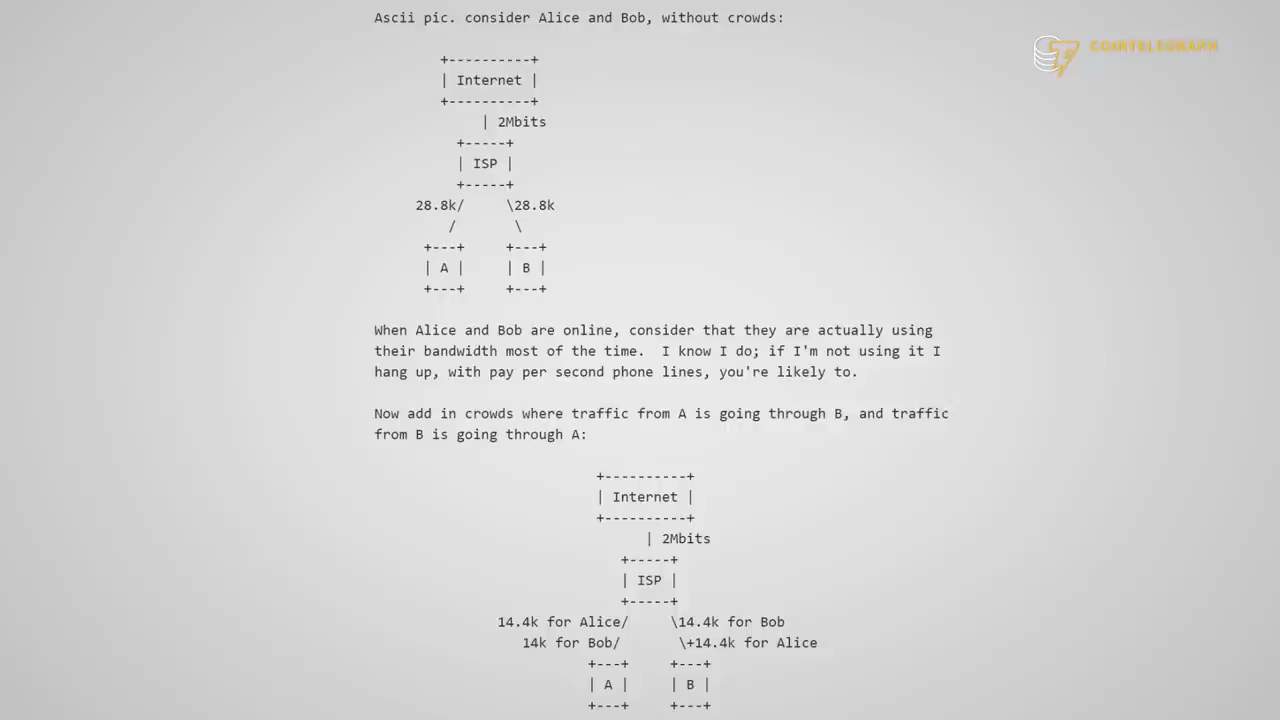 Ascii pic. consider Alice and Bob, without crowds:
COINTELEGRAPH
+----------+
| Internet |
+----------+
| 2Mbits
+-----+
| ISP |
+-----+
28.8k/     \28.8k
/       \
+---+     +---+
| A |     | B |
+---+     +---+
When Alice and Bob are online, consider that they are actually using
their bandwidth most of the time.  I know I do; if I'm not using it I
hang up, with pay per second phone lines, you're likely to.
Now add in crowds where traffic from A is going through B, and traffic
from B is going through A:
+----------+
| Internet |
+----------+
| 2Mbits
+-----+
| ISP |
+-----+
14.4k for Alice/     \14.4k for Bob
14k for Bob/       \+14.4k for Alice
+---+     +---+
| A |     | B |
+---+     +---+